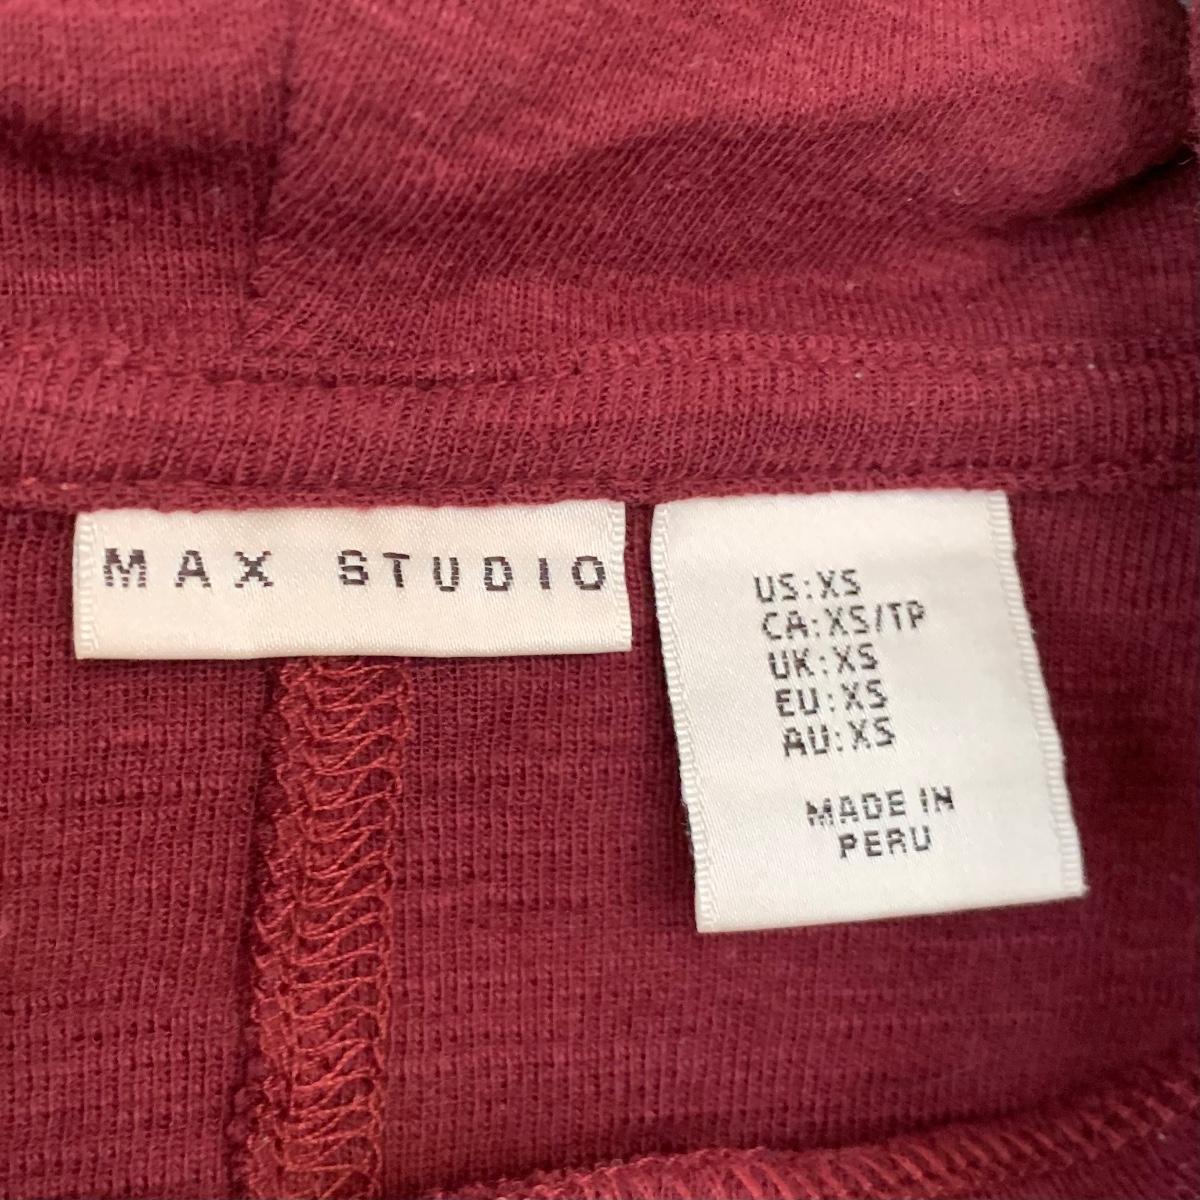 MAX STUDIO
US:XS
CA:XS/TP
UK:XS
EU:XS
AU:XS
MADE IN
PERU